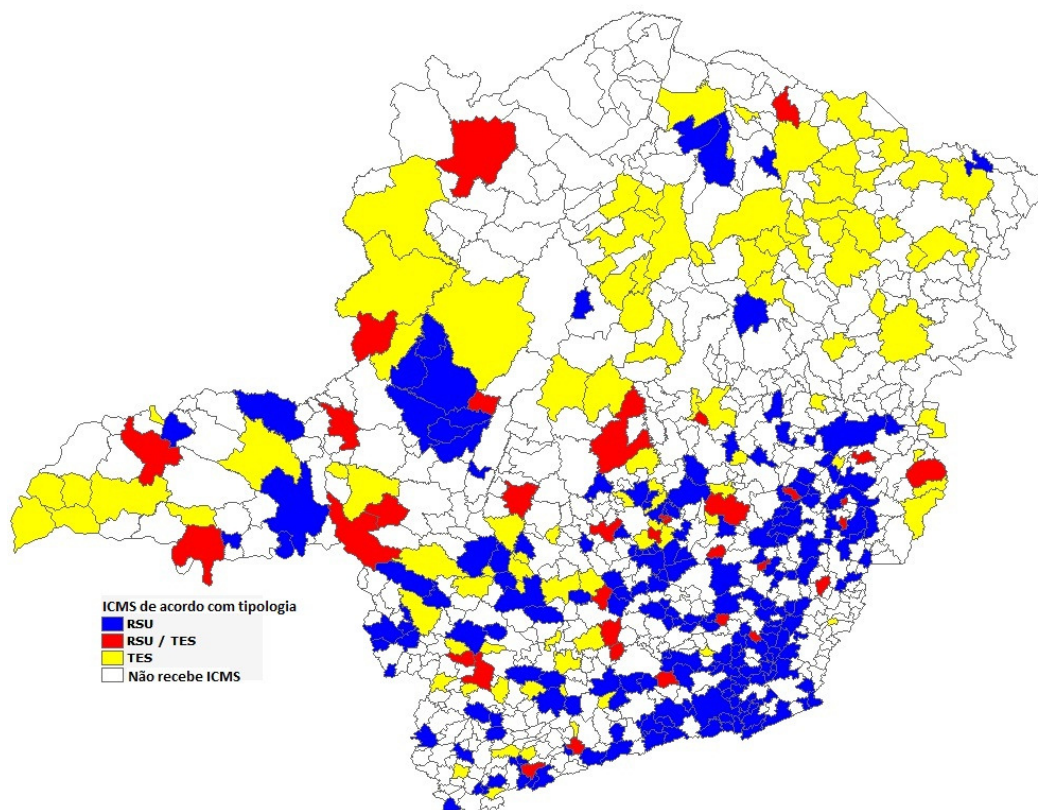 ICMS de acordo com tipologia
RSU
RSU / TES
TES
Não recebe ICMS